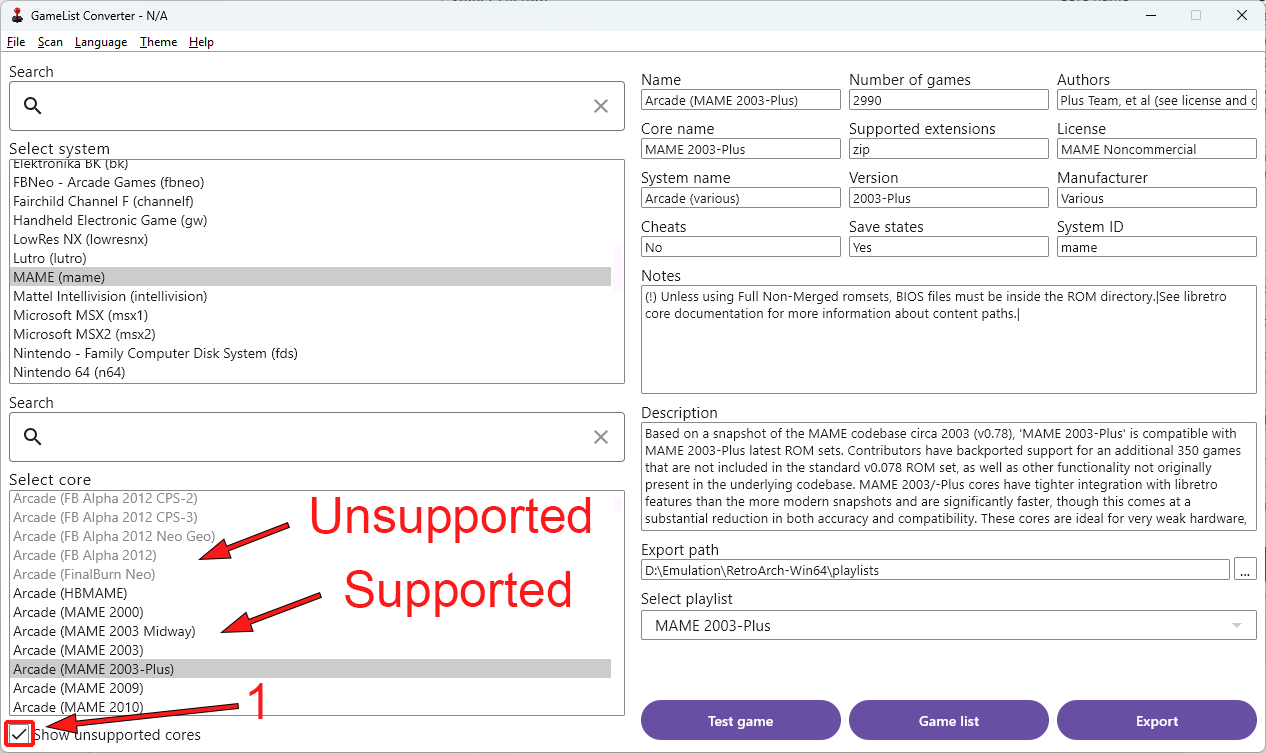 GameList Converter - N/A
File Scan Language Theme Help
Search
Select system
Elektronika BK (bk)
FBNeo - Arcade Games (fbneo)
Fairchild Channel F (channelf)
Handheld Electronic Game (gw)
LowRes NX (lowresnx)
Lutro (lutro)
MAME (mame)
Mattel Intellivision (intellivision)
Microsoft MSX (msx1)
Microsoft MSX2 (msx2)
Nintendo - Family Computer Disk System (fds)
Nintendo 64 (n64)
Search
Select core
Arcade (FB Alpha 2012 CPS-2)
Arcade (FB Alpha 2012 CPS-3)
Arcade (FB Alpha 2012 Neo Geo)
Arcade (FB Alpha 2012)
Arcade (FinalBurn Neo)
Arcade (HBMAME)
Arcade (MAME 2000)
Arcade (MAME 2003 Midway)
Arcade (MAME 2003)
Arcade (MAME 2003-Plus)
Arcade (MAME 2009)
Arcade (MAME 2010)
Unsupported
Supported
1
Show unsupported cores
Name Number of games Authors
Arcade (MAME 2003-Plus) 2990 Plus Team, et al (see license and c
Core name Supported extensions License
MAME 2003-Plus zip MAME Noncommercial
System name Version Manufacturer
Arcade (various) 2003-Plus Various
Cheats Save states System ID
No Yes mame
Notes
(!) Unless using Full Non-Merged romsets, BIOS files must be inside the ROM directory.|See libretro
core documentation for more information about content paths.|
Description
Based on a snapshot of the MAME codebase circa 2003 (v0.78), 'MAME 2003-Plus' is compatible with
MAME 2003-Plus latest ROM sets. Contributors have backported support for an additional 350 games
that are not included in the standard v0.078 ROM set, as well as other functionality not originally
present in the underlying codebase. MAME 2003/-Plus cores have tighter integration with libretro
features than the more modern snapshots and are significantly faster, though this comes at a
substantial reduction in both accuracy and compatibility. These cores are ideal for very weak hardware,
Export path
D:\Emulation\RetroArch-Win64\playlists ...
Select playlist
MAME 2003-Plus
Test game Game list Export